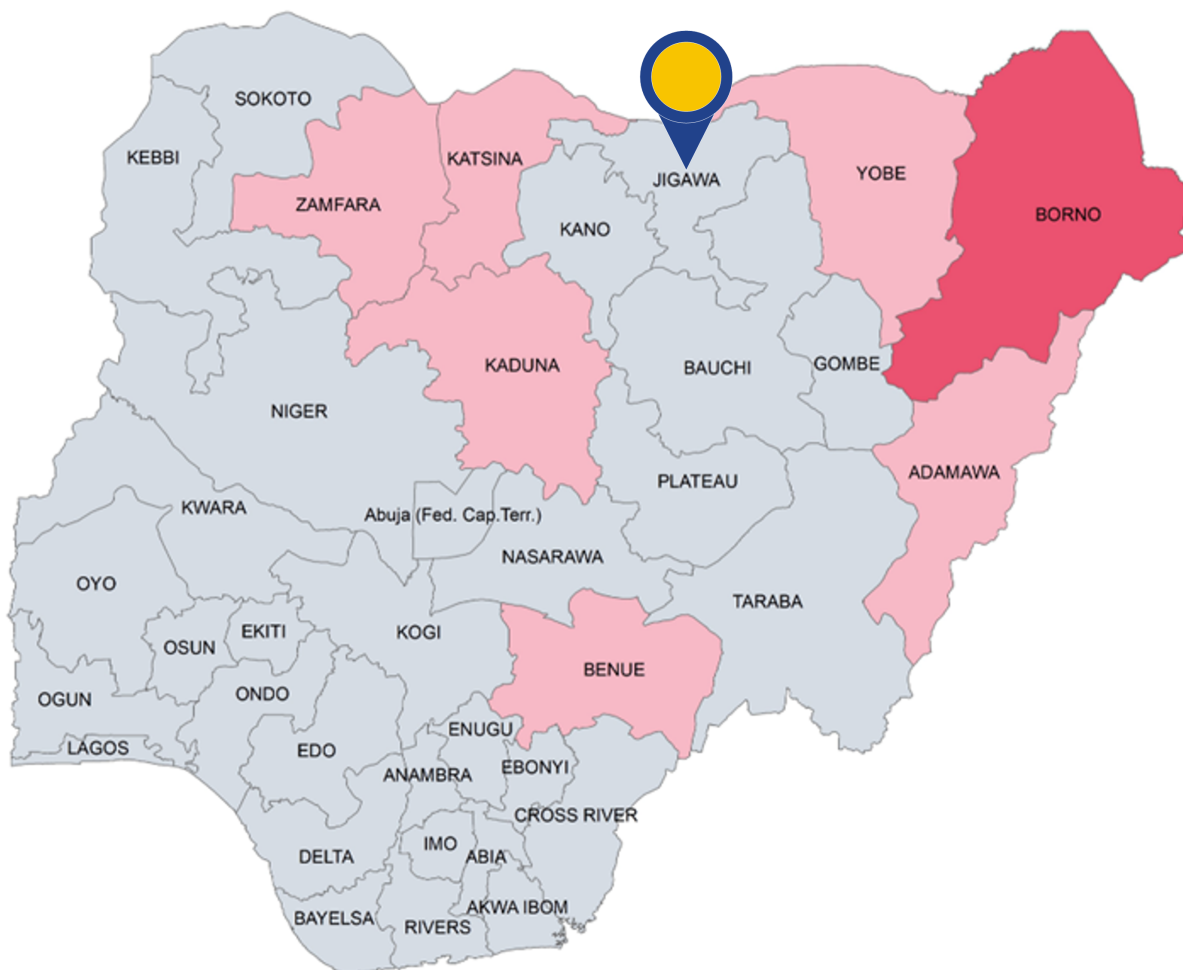 SOKOTO
KEBBI
KATSINA
ZAMFARA
JIGAWA
YOBE
BORNO
KANO
KADUNA
BAUCHI
GOMBE
NIGER
ADAMAWA
PLATEAU
KWARA
Abuja (Fed. Cap.Terr.)
NASARAWA
OYO
TARABA
EKITI
KOGI
OSUN
BENUE
OGUN
ONDO
ENUGU
LAGOS
EDO
EBONYI
ANAMBRA
CROSS RIVER
IMO
ABIA
DELTA
AKWA IBOM
BAYELSA
RIVERS